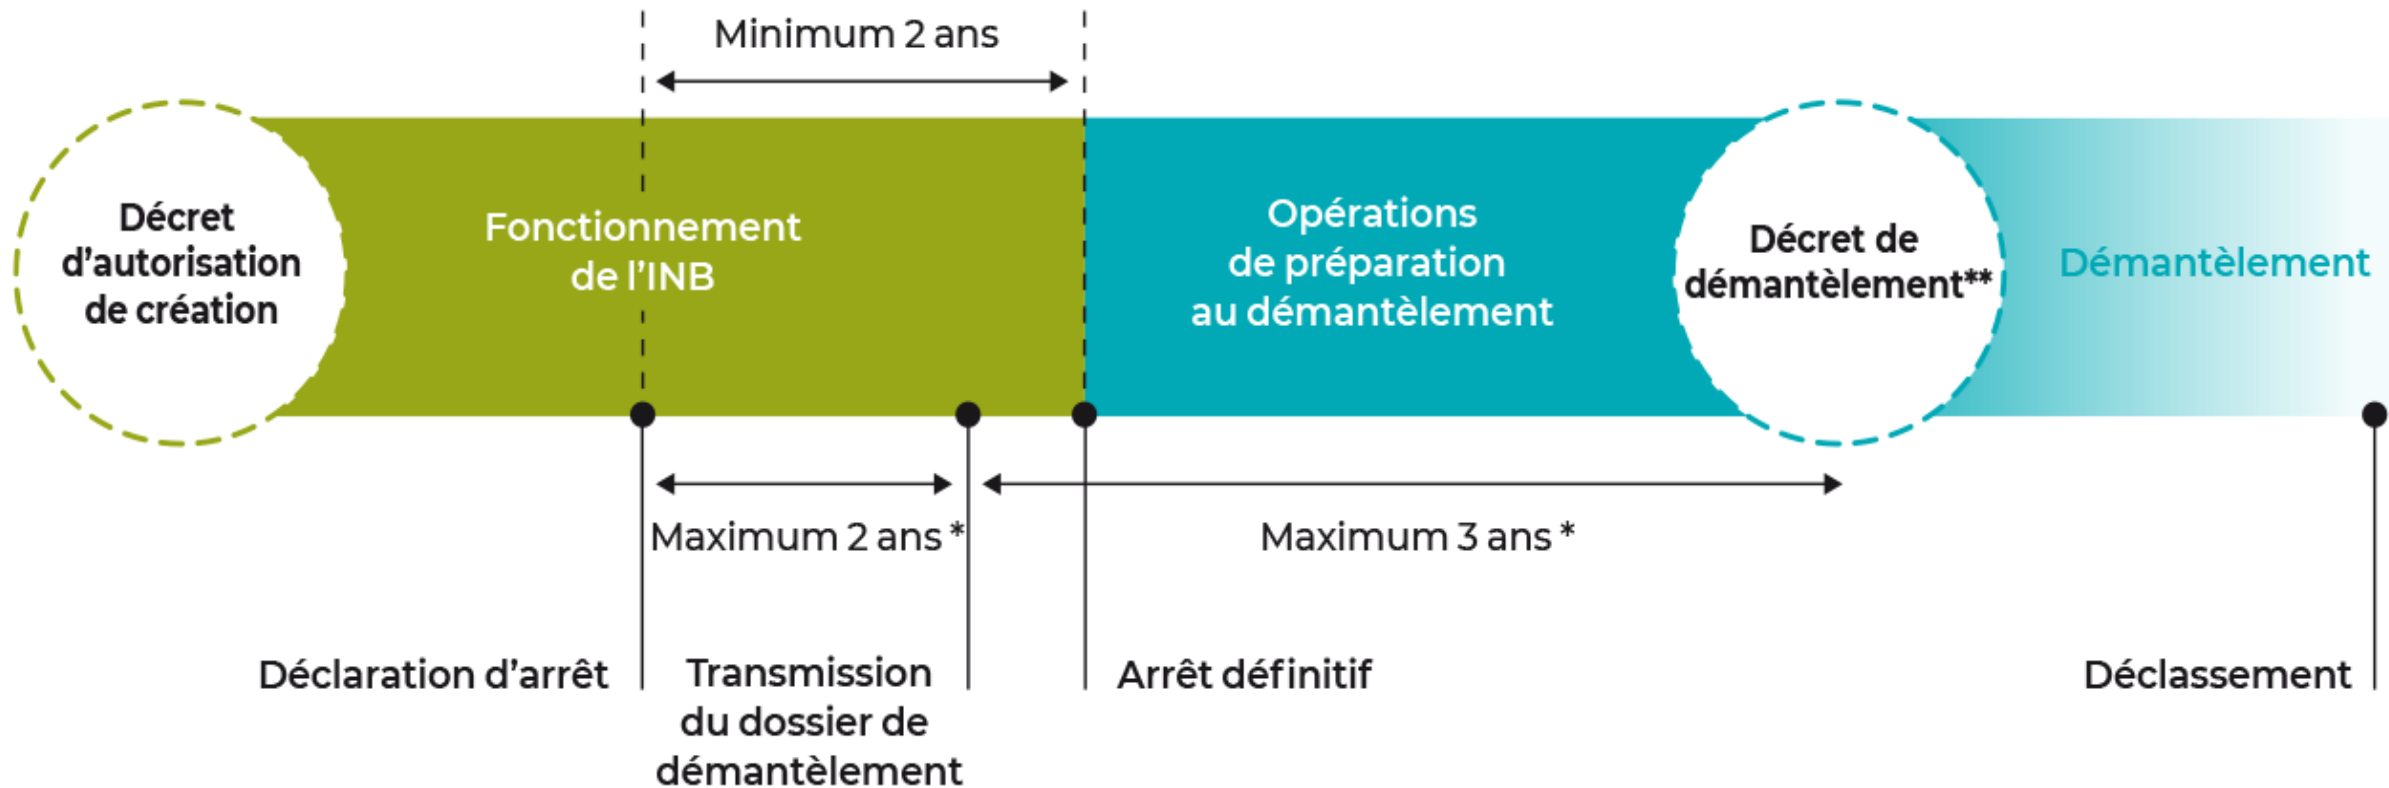 Minimum 2 ans
Décret
d’autorisation
de création
Fonctionnement
de l’INB
Opérations
de préparation
au démantèlement
Décret de
démantèlement**
Démantèlement
Maximum 2 ans *
Maximum 3 ans *
Déclaration d’arrêt
Transmission
du dossier de
démantèlement
Arrêt définitif
Déclassement